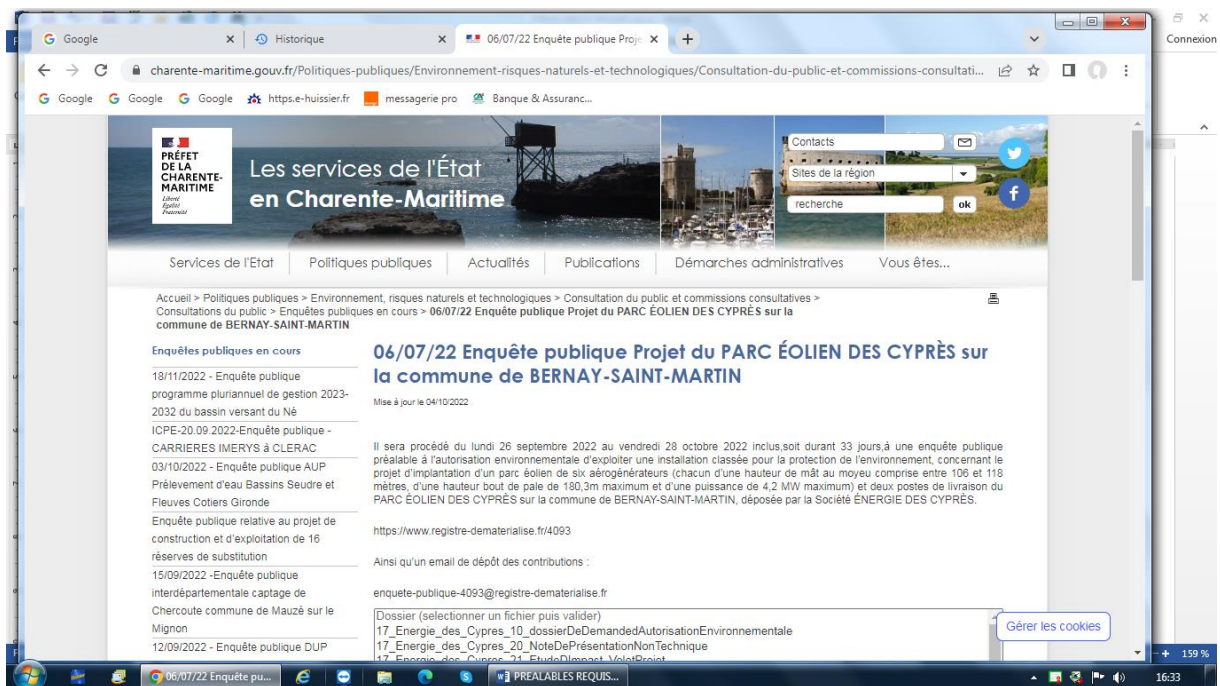 Connexion
Google
Historique
06/07/22 Enquête publique Proje
charente-maritime.gouv.fr/Politiques-publiques/Environnement-risques-naturels-et-technologiques/Consultation-du-public-et-commissions-consultati...
Google
Google
Google
https.e-huissier.fr
messagerie pro
Banque & Assuranc...
PRÉFET
DE LA
CHARENTE-
MARITIME
Liberté
Égalité
Fraternité
Les services de l'État
en Charente-Maritime
Contacts
Sites de la région
recherche
ok
Services de l'Etat
Politiques publiques
Actualités
Publications
Démarches administratives
Vous êtes...
Accueil > Politiques publiques > Environnement, risques naturels et technologiques > Consultation du public et commissions consultatives >
Consultations du public > Enquêtes publiques en cours > 06/07/22 Enquête publique Projet du PARC ÉOLIEN DES CYPRÈS sur la
commune de BERNAY-SAINT-MARTIN
Enquêtes publiques en cours
18/11/2022 - Enquête publique
programme pluriannuel de gestion 2023-
2032 du bassin versant du Né
ICPE-20.09.2022-Enquête publique -
CARRIERES IMERYS à CLERAC
03/10/2022 - Enquête publique AUP
Prélevement d'eau Bassins Seudre et
Fleuves Cotiers Gironde
Enquête publique relative au projet de
construction et d'exploitation de 16
réserves de substitution
15/09/2022 -Enquête publique
interdépartementale captage de
Chercoute commune de Mauzé sur le
Mignon
12/09/2022 - Enquête publique DUP
06/07/22 Enquête publique Projet du PARC ÉOLIEN DES CYPRÈS sur
la commune de BERNAY-SAINT-MARTIN
Mise à jour le 04/10/2022
Il sera procédé du lundi 26 septembre 2022 au vendredi 28 octobre 2022 inclus,soit durant 33 jours,à une enquête publique
préalable à l'autorisation environnementale d'exploiter une installation classée pour la protection de l'environnement, concernant le
projet d'implantation d'un parc éolien de six aérogénérateurs (chacun d'une hauteur de mât au moyeu comprise entre 106 et 118
mètres, d'une hauteur bout de pale de 180,3m maximum et d'une puissance de 4,2 MW maximum) et deux postes de livraison du
PARC ÉOLIEN DES CYPRÈS sur la commune de BERNAY-SAINT-MARTIN, déposée par la Société ÉNERGIE DES CYPRÈS.
https://www.registre-dematerialise.fr/4093
Ainsi qu'un email de dépôt des contributions :
enquete-publique-4093@registre-dematerialise.fr
Dossier (selectionner un fichier puis valider)
17_Energie_des_Cypres_10_dossierDeDemandedAutorisationEnvironnementale
17_Energie_des_Cypres_20_NoteDePrésentationNonTechnique
17_Energie_des_Cypres_21_EtudeDImpact_VoletProjet
Gérer les cookies
159 %
06/07/22 Enquête pu...
PREALABLES REQUIS...
16:33